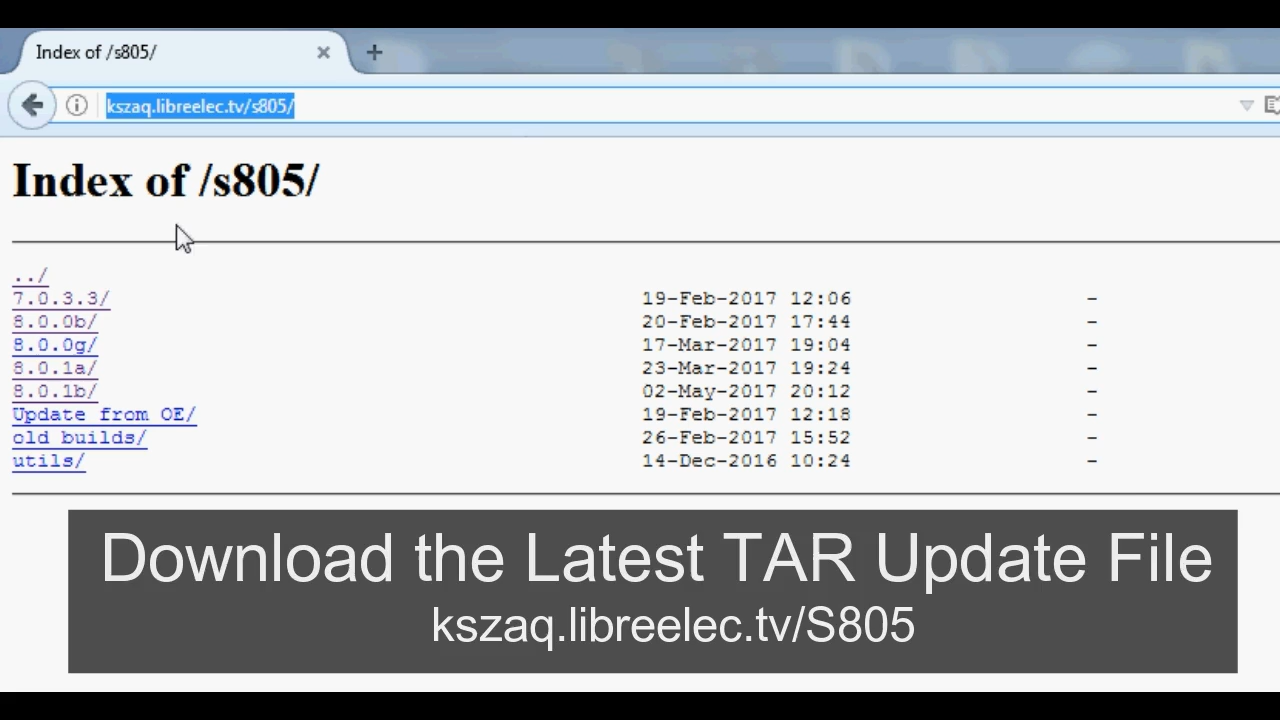 Index of /s805/
kszaq.libreelec.tv/s805/
Index of /s805/
../
7.0.3.3/ 19-Feb-2017 12:06 -
8.0.0b/ 20-Feb-2017 17:44 -
8.0.0g/ 17-Mar-2017 19:04 -
8.0.1a/ 23-Mar-2017 19:24 -
8.0.1b/ 02-May-2017 20:12 -
Update from OE/ 19-Feb-2017 12:18 -
old builds/ 26-Feb-2017 15:52 -
utils/ 14-Dec-2016 10:24 -
Download the Latest TAR Update File
kszaq.libreelec.tv/S805